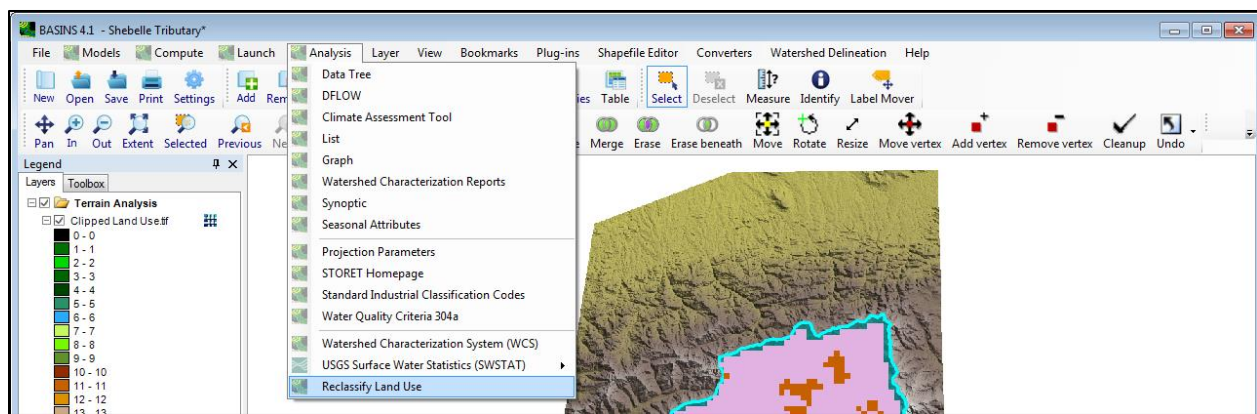 BASINS 4.1 - Shebelle Tributary*
File Models Compute Launch Analysis Layer View Bookmarks Plug-ins Shapefile Editor Converters Watershed Delineation Help
New Open Save Print Settings Add Rem ies Table Select Deselect Measure Identify Label Mover
Pan In Out Extent Selected Previous Ne e Merge Erase Erase beneath Move Rotate Resize Move vertex Add vertex Remove vertex Cleanup Undo
Data Tree
DFLOW
Climate Assessment Tool
List
Graph
Watershed Characterization Reports
Synoptic
Seasonal Attributes
Projection Parameters
STORET Homepage
Standard Industrial Classification Codes
Water Quality Criteria 304a
Watershed Characterization System (WCS)
USGS Surface Water Statistics (SWSTAT)
Reclassify Land Use
Legend
Layers Toolbox
Terrain Analysis
Clipped Land Use.tif
0 - 0
1 - 1
2 - 2
3 - 3
4 - 4
5 - 5
6 - 6
7 - 7
8 - 8
9 - 9
10 - 10
11 - 11
12 - 12
13 - 13